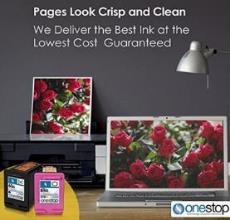 Pages Look Crisp and Clean
We Deliver the Best Ink at the
Lowest Cost Guaranteed
onestop